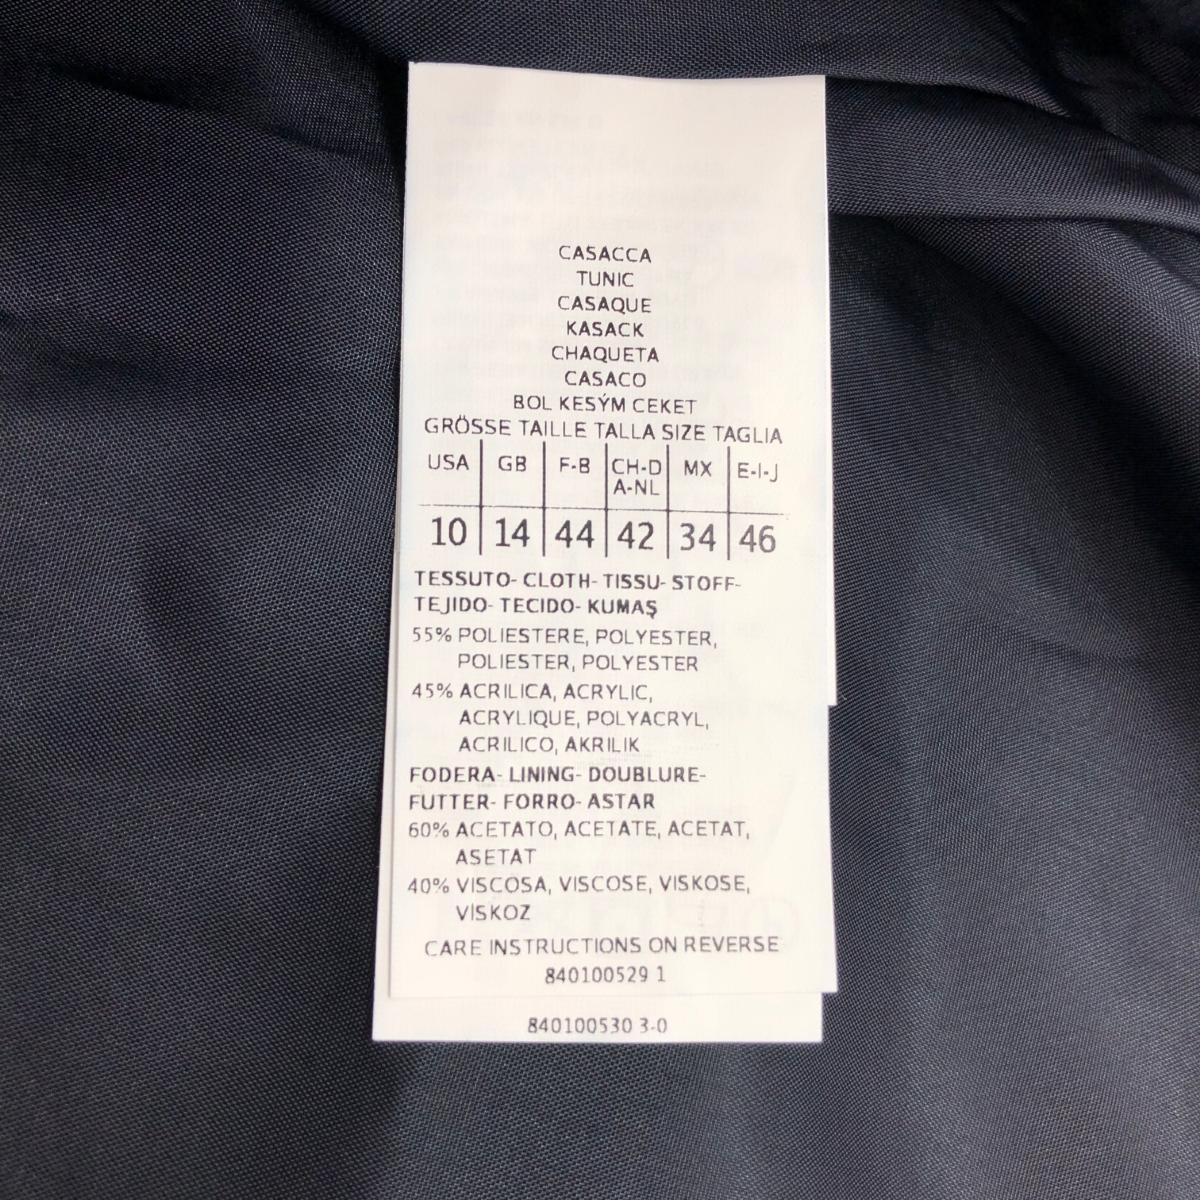 CASACCA
TUNIC
CASAQUE
KASACK
CHAQUETA
CASACO
BOL KESÝM CEKET
GRÖSSE TAILLE TALLA SIZE TAGLIA
USA GB F-B CH-D A-NL MX E-I-J
10 14 44 42 34 46
TESSUTO- CLOTH- TISSU- STOFF-
TEJIDO- TECIDO- KUMAŞ
55% POLIESTERE, POLYESTER,
POLIESTER, POLYESTER
45% ACRILICA, ACRYLIC,
ACRYLIQUE, POLYACRYL,
ACRILICO, AKRILIK
FODERA- LINING- DOUBLURE-
FUTTER- FORRO- ASTAR
60% ACETATO, ACETATE, ACETAT,
ASETAT
40% VISCOSA, VISCOSE, VISKOSE,
VİSKOZ
CARE INSTRUCTIONS ON REVERSE
840100529 1
840100530 3-0